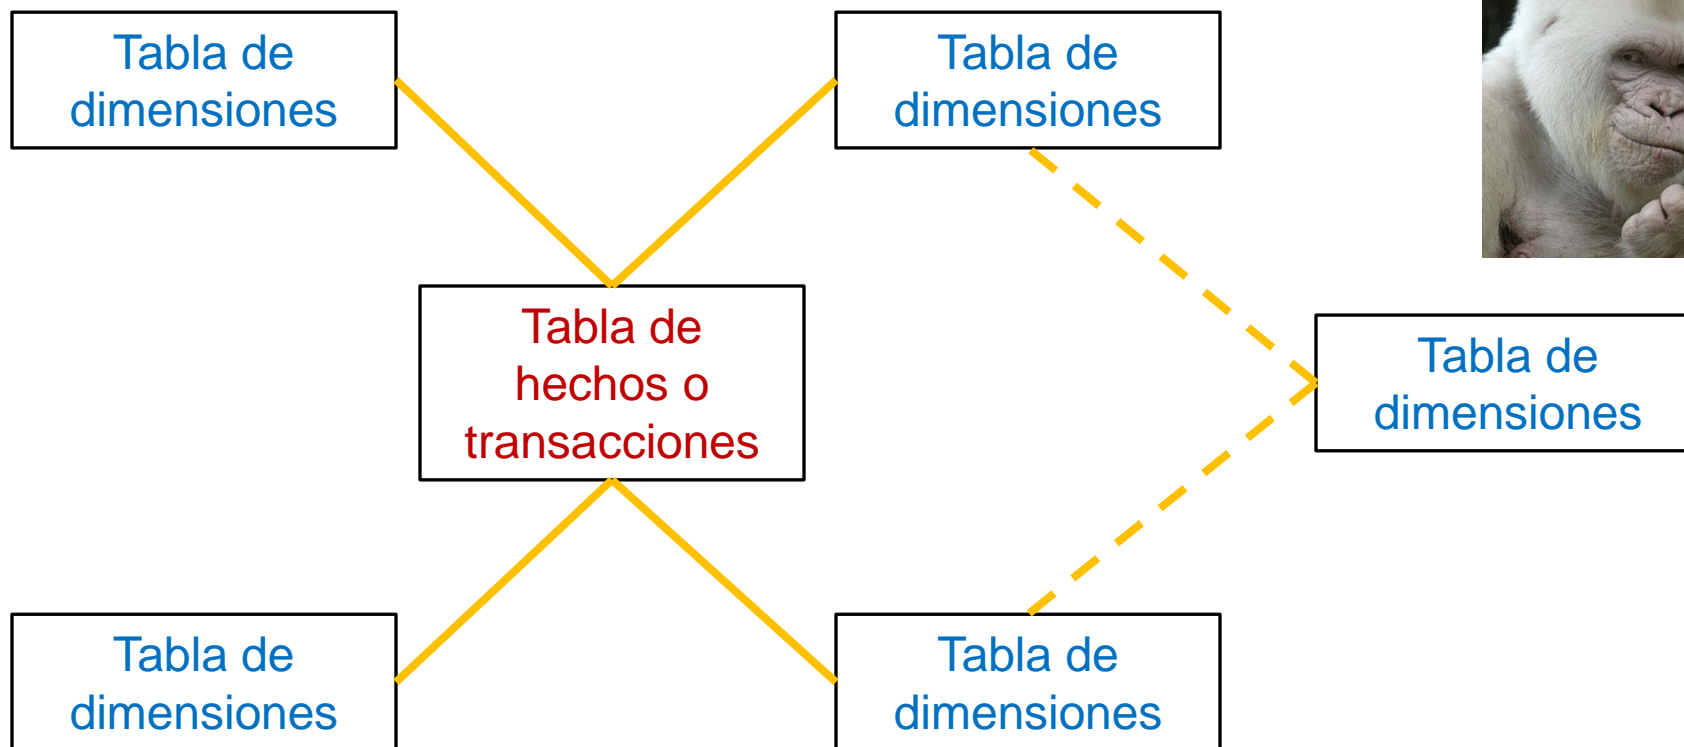 Tabla de
dimensiones
Tabla de
dimensiones
Tabla de
hechos o
transacciones
Tabla de
dimensiones
Tabla de
dimensiones
Tabla de
dimensiones